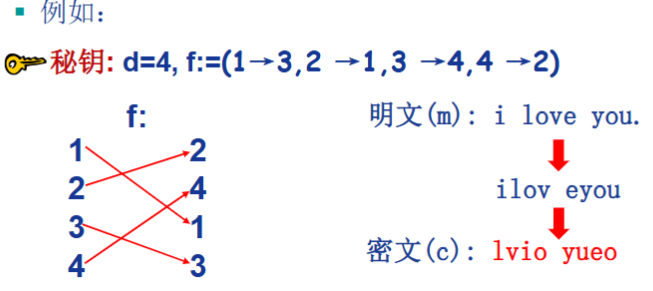 例如:
秘钥: d=4, f:=(1→3,2 →1,3 →4,4 →2)
f:
1 2
2 4
3 1
4 3
明文(m): i love you.
ilov eyou
密文(c): lvio yueo